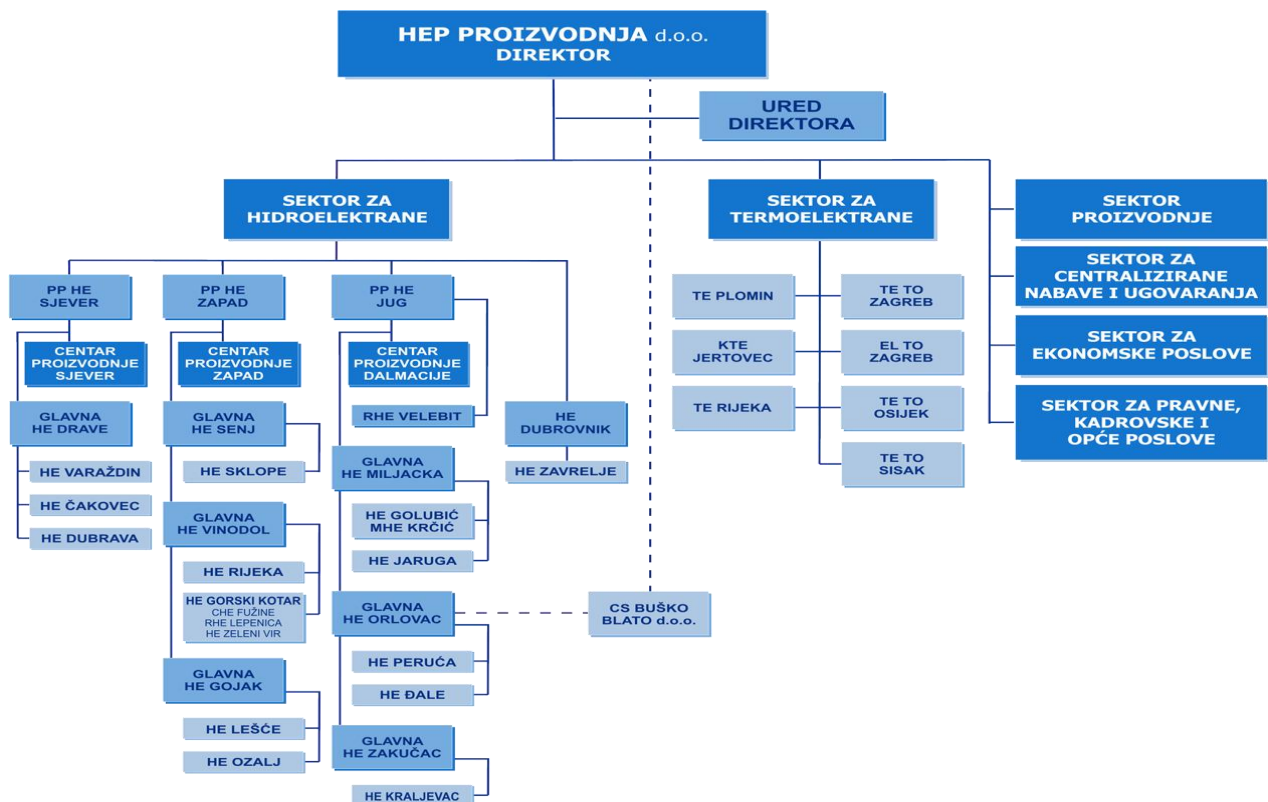 HEP PROIZVODNJA d.o.o.
DIREKTOR
URED
DIREKTORA
SEKTOR ZA
HIDROELEKTRANE
SEKTOR ZA
TERMOELEKTRANE
SEKTOR
PROIZVODNJE
SEKTOR ZA
CENTRALIZIRANE
NABAVE I UGOVARANJA
SEKTOR ZA
EKONOMSKE POSLOVE
SEKTOR ZA PRAVNE,
KADROVSKE I
OPĆE POSLOVE
PP HE
SJEVER
CENTAR
PROIZVODNJE
SJEVER
GLAVNA
HE DRAVE
HE VARAŽDIN
HE ČAKOVEC
HE DUBRAVA
PP HE
ZAPAD
CENTAR
PROIZVODNJE
ZAPAD
GLAVNA
HE SENJ
HE SKLOPE
GLAVNA
HE VINODOL
HE RIJEKA
HE GORSKI KOTAR
CHE FUŽINE
RHE LEPENICA
HE ZELENI VIR
GLAVNA
HE GOJAK
HE LEŠĆE
HE OZALJ
PP HE
JUG
CENTAR
PROIZVODNJE
DALMACIJE
RHE VELEBIT
GLAVNA
HE MILJACKA
HE GOLUBIĆ
MHE KRČIĆ
HE JARUGA
GLAVNA
HE ORLOVAC
HE PERUĆA
HE ĐALE
GLAVNA
HE ZAKUČAC
HE KRALJEVAC
HE
DUBROVNIK
HE ZAVRELJE
CS BUŠKO
BLATO d.o.o.
TE PLOMIN
KTE
JERTOVEC
TE RIJEKA
TE TO
ZAGREB
EL TO
ZAGREB
TE TO
OSIJEK
TE TO
SISAK